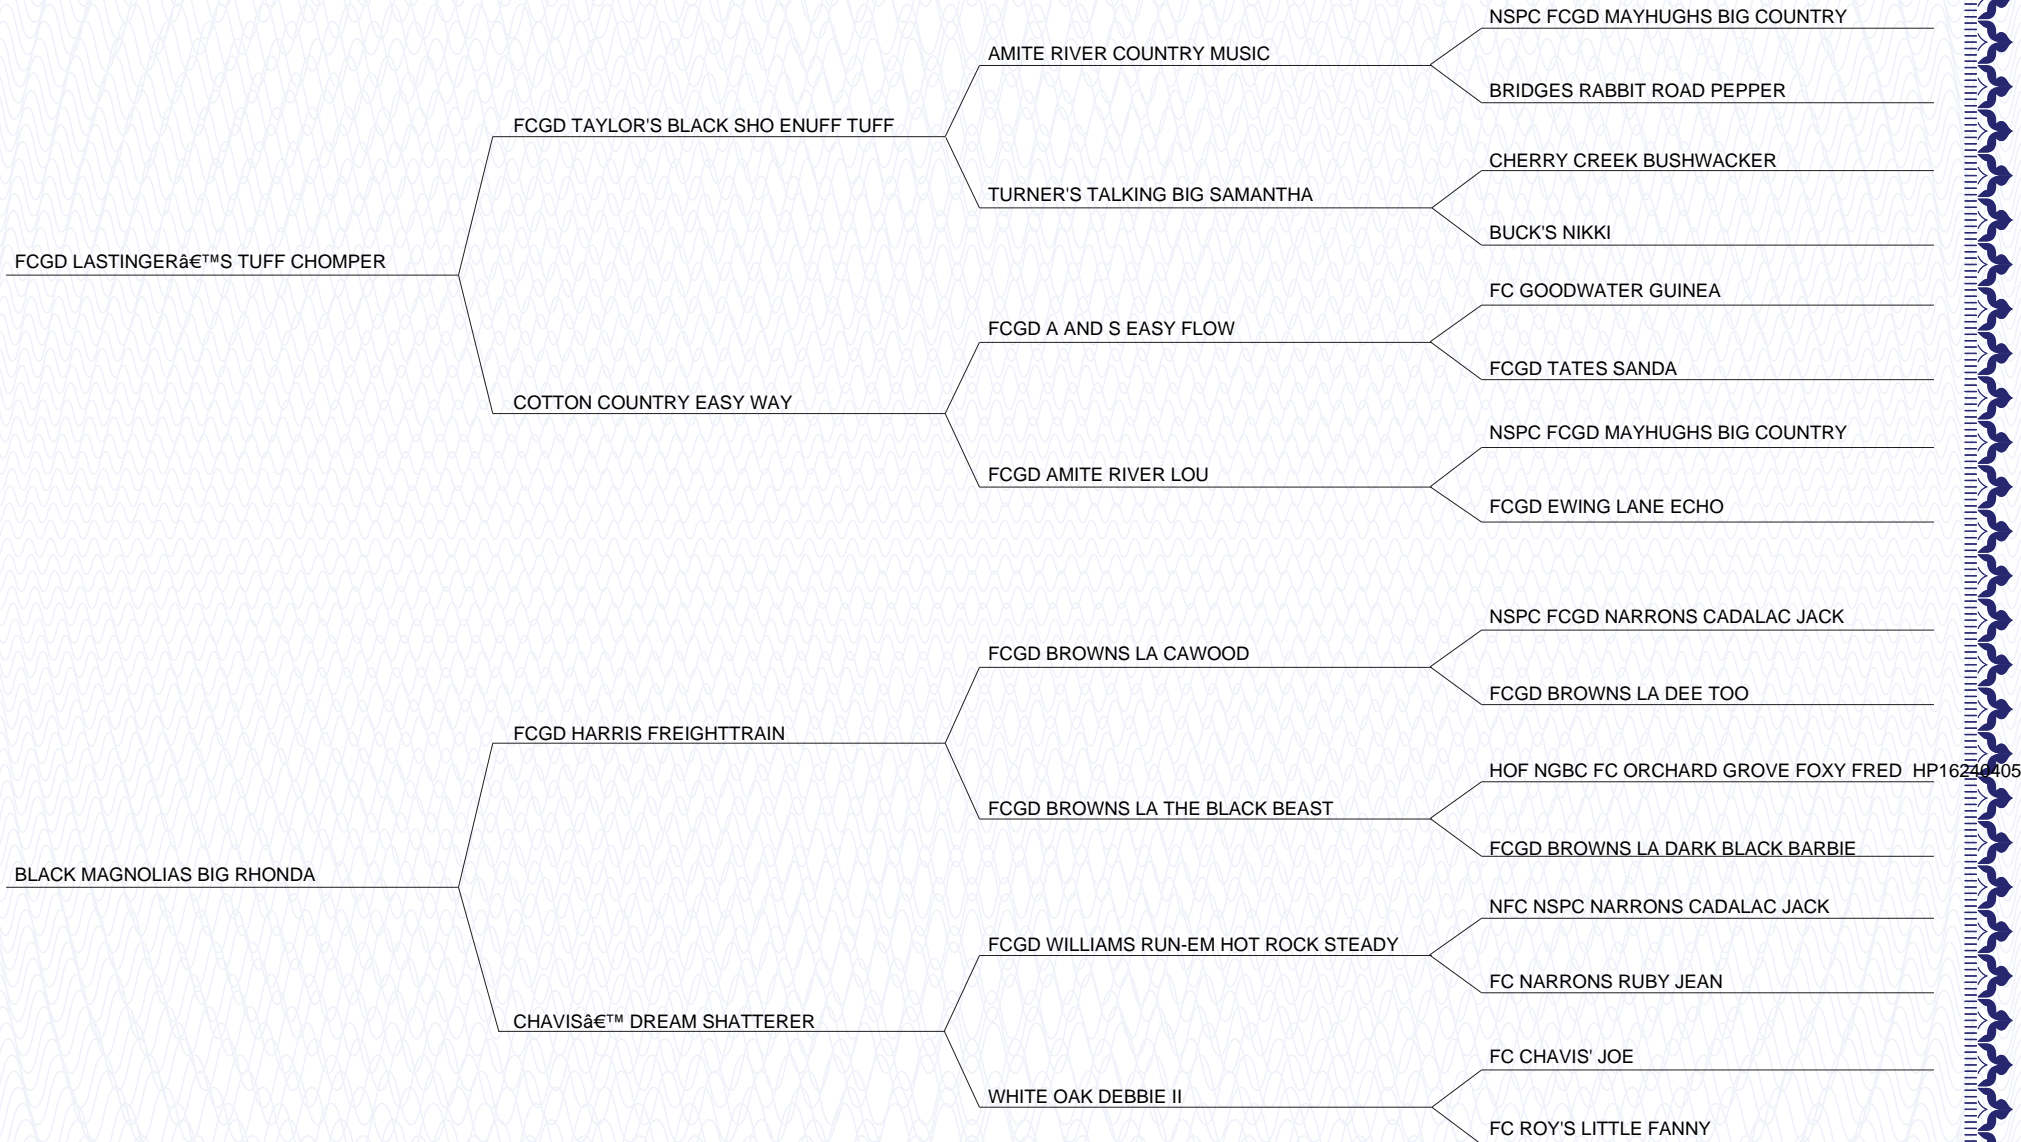 NSPC FCGD MAYHUGHS BIG COUNTRY
AMITE RIVER COUNTRY MUSIC
BRIDGES RABBIT ROAD PEPPER
FCGD TAYLOR'S BLACK SHO ENUFF TUFF
CHERRY CREEK BUSHWACKER
TURNER'S TALKING BIG SAMANTHA
BUCK'S NIKKI
FCGD LASTINGERâ€™S TUFF CHOMPER
FC GOODWATER GUINEA
FCGD A AND S EASY FLOW
FCGD TATES SANDA
COTTON COUNTRY EASY WAY
NSPC FCGD MAYHUGHS BIG COUNTRY
FCGD AMITE RIVER LOU
FCGD EWING LANE ECHO
NSPC FCGD NARRONS CADALAC JACK
FCGD BROWNS LA CAWOOD
FCGD BROWNS LA DEE TOO
FCGD HARRIS FREIGHTTRAIN
HOF NGBC FC ORCHARD GROVE FOXY FRED HP16240405
FCGD BROWNS LA THE BLACK BEAST
FCGD BROWNS LA DARK BLACK BARBIE
BLACK MAGNOLIAS BIG RHONDA
NFC NSPC NARRONS CADALAC JACK
FCGD WILLIAMS RUN-EM HOT ROCK STEADY
FC NARRONS RUBY JEAN
CHAVISâ€™ DREAM SHATTERER
FC CHAVIS' JOE
WHITE OAK DEBBIE II
FC ROY'S LITTLE FANNY